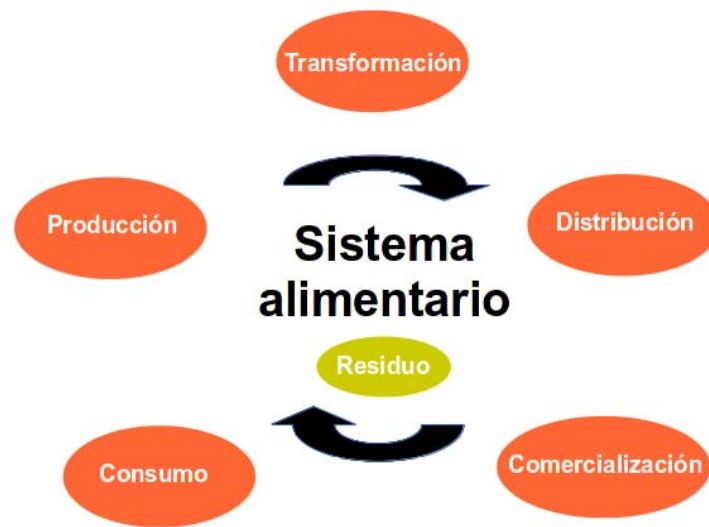 Transformación
Producción
Distribución
Sistema
alimentario
Residuo
Consumo
Comercialización